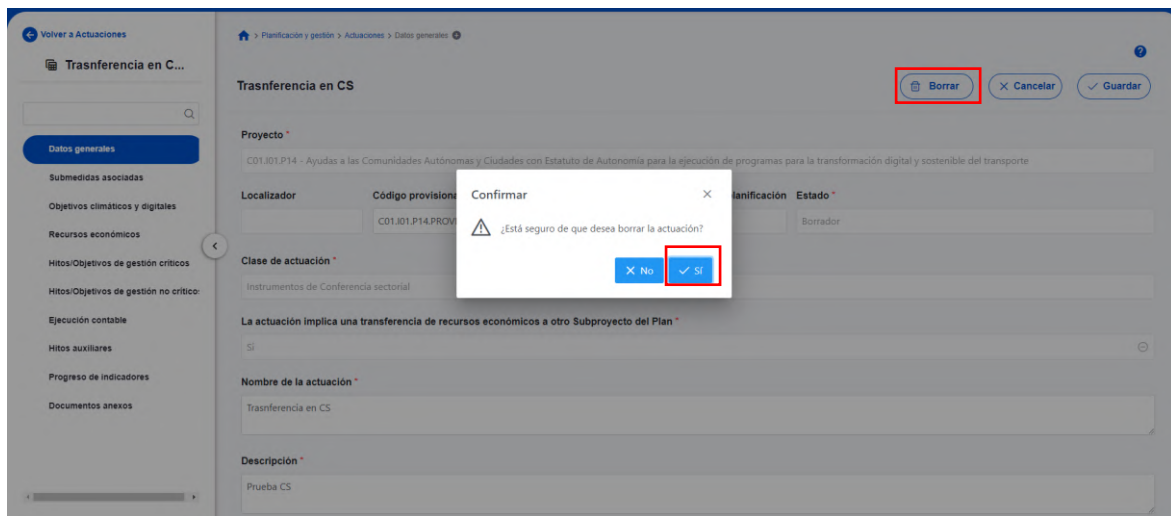 Volver a Actuaciones
> Planificación y gestión > Actuaciones > Datos generales
Trasnferencia en C...
Trasnferencia en CS
Borrar
Cancelar
Guardar
Datos generales
Submedidas asociadas
Objetivos climáticos y digitales
Recursos económicos
Hitos/Objetivos de gestión críticos
Hitos/Objetivos de gestión no crítico
Ejecución contable
Hitos auxiliares
Progreso de indicadores
Documentos anexos
Proyecto *
C01.I01.P14 - Ayudas a las Comunidades Autónomas y Ciudades con Estatuto de Autonomía para la ejecución de programas para la transformación digital y sostenible del transporte
Localizador Código provisiona lanificación Estado *
C01.I01.P14.PROVI Borrador
Confirmar
¿Está seguro de que desea borrar la actuación?
No Sí
Clase de actuación *
Instrumentos de Conferencia sectorial
La actuación implica una transferencia de recursos económicos a otro Subproyecto del Plan *
Sí
Nombre de la actuación *
Trasnferencia en CS
Descripción *
Prueba CS